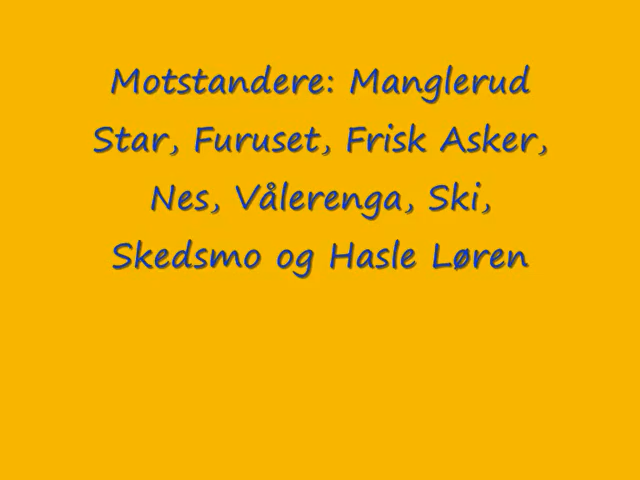 Motstandere: Manglerud
Star, Furuset, Frisk Asker,
Nes, Vålerenga, Ski,
Skedsmo og Hasle Løren